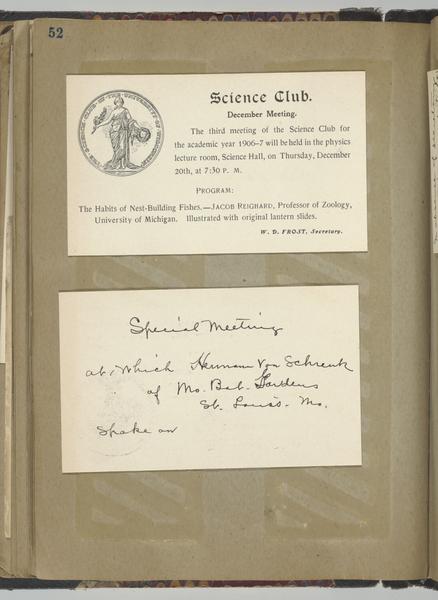 52
Science Club.
December Meeting.
The third meeting of the Science Club for
the academic year 1906-7 will be held in the physics
lecture room, Science Hall, on Thursday, December
20th, at 7:30 P. M.
PROGRAM:
The Habits of Nest-Building Fishes.—JACOB REIGHARD, Professor of Zoology,
University of Michigan. Illustrated with original lantern slides.
W. D. FROST, Secretary.
Special Meeting
at which Herman Von Schrenk
of Mo. Bot. Gardens
St. Louis. Mo.
Spoke on